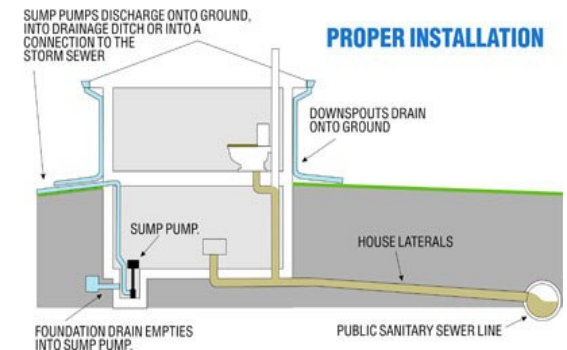 SUMP PUMPS DISCHARGE ONTO GROUND,
INTO DRAINAGE DITCH OR INTO A
CONNECTION TO THE
STORM SEWER
PROPER INSTALLATION
DOWNSPOUTS DRAIN
ONTO GROUND
SUMP PUMP.
HOUSE LATERALS
FOUNDATION DRAIN EMPTIES
INTO SUMP PUMP.
PUBLIC SANITARY SEWER LINE